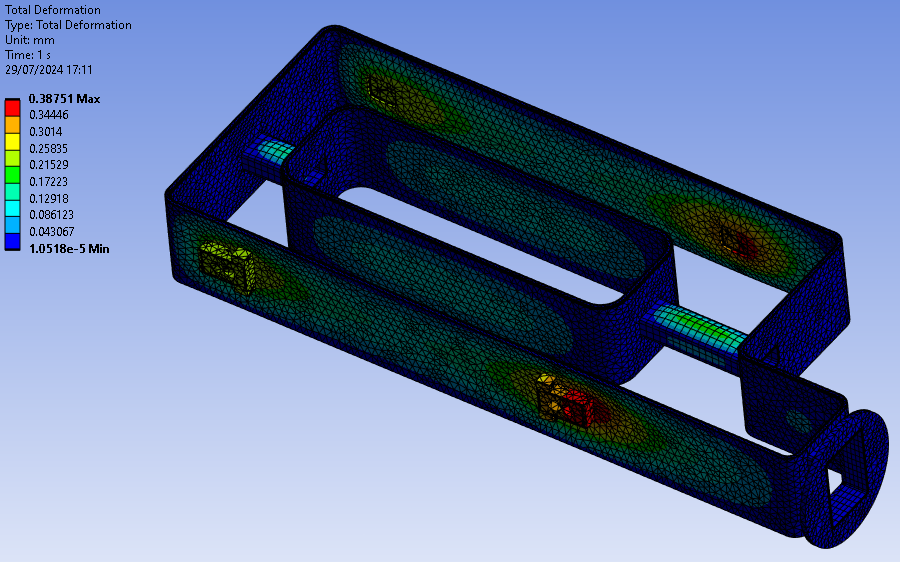 Total Deformation
Type: Total Deformation
Unit: mm
Time: 1 s
29/07/2024 17:11
0.38751 Max
0.34446
0.3014
0.25835
0.21529
0.17223
0.12918
0.086123
0.043067
1.0518e-5 Min